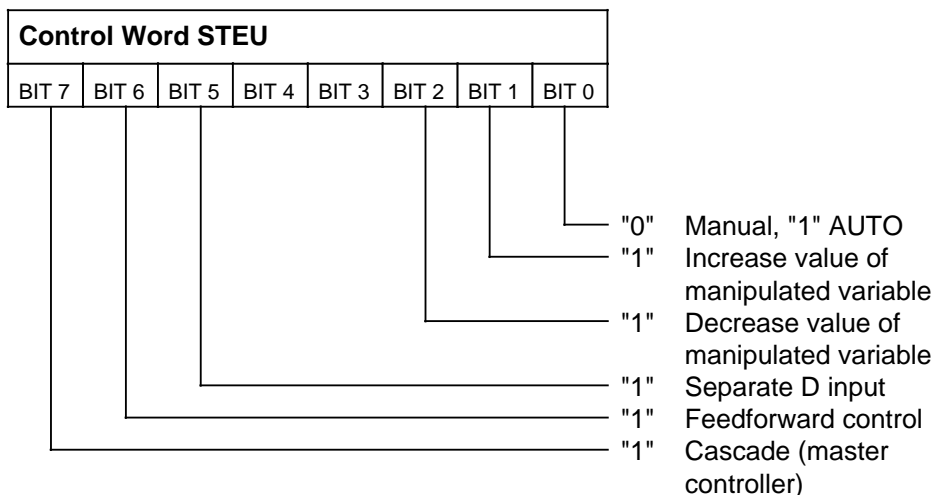 Control Word STEU
BIT 7 BIT 6 BIT 5 BIT 4 BIT 3 BIT 2 BIT 1 BIT 0
"0" Manual, "1" AUTO
"1" Increase value of
manipulated variable
"1" Decrease value of
manipulated variable
"1" Separate D input
"1" Feedforward control
"1" Cascade (master
controller)